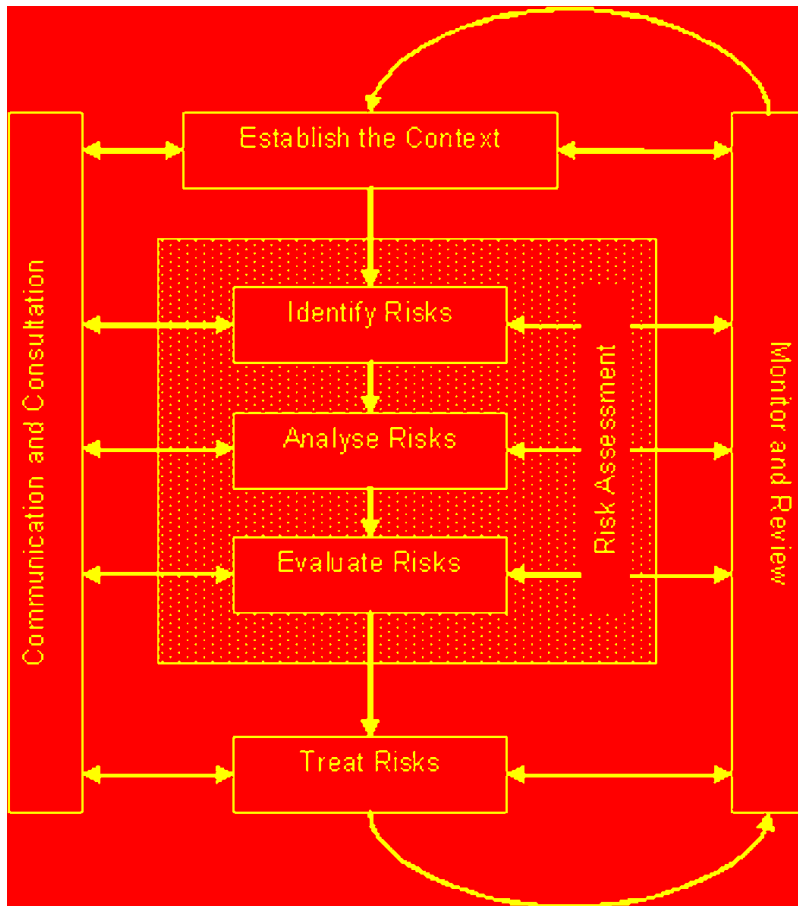 Establish the Context
Communication and Consultation
Identify Risks
Analyse Risks
Evaluate Risks
Risk Assessment
Monitor and Review
Treat Risks